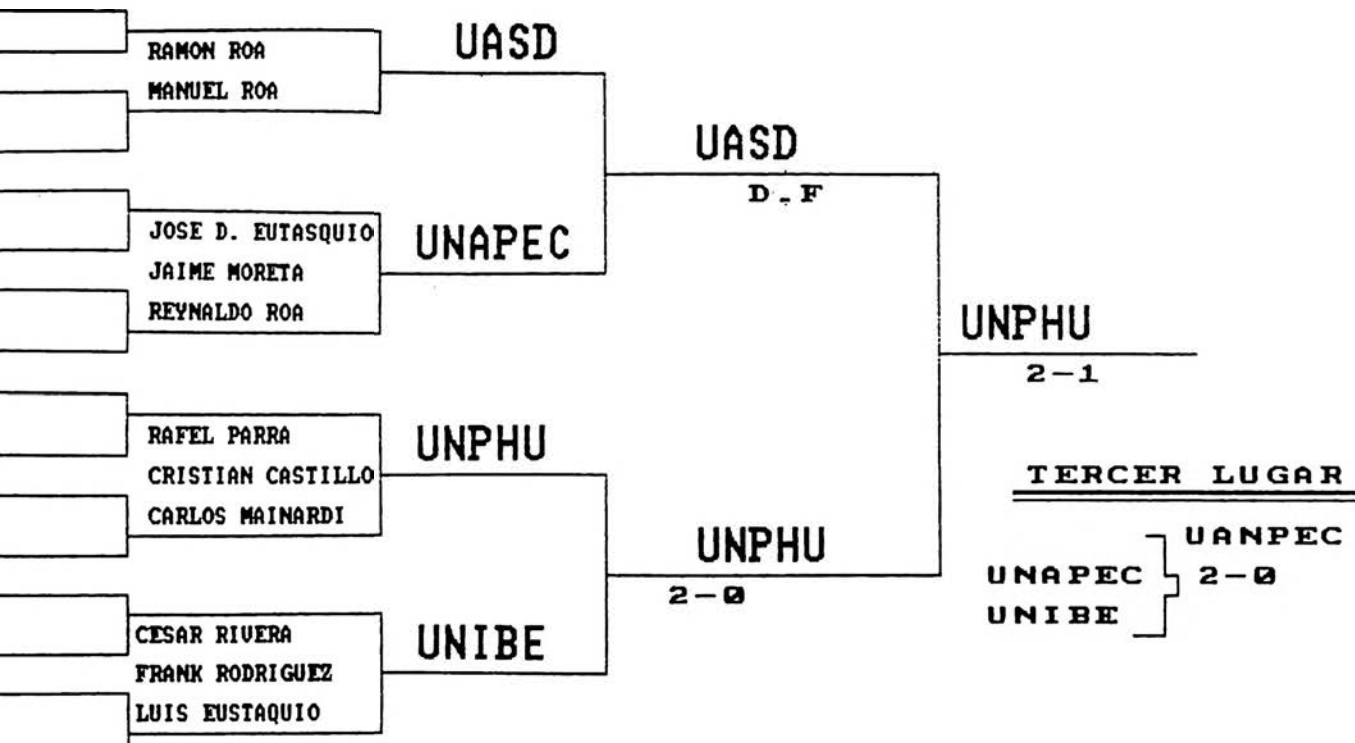 RAMON ROA
MANUEL ROA
UASD
JOSE D. EUTASQUIO
JAIME MORETA
REYNALDO ROA
UNAPEC
UASD
D.F
RAFEL PARRA
CRISTIAN CASTILLO
CARLOS MAINARDI
UNPHU
CESAR RIVERA
FRANK RODRIGUEZ
LUIS EUSTAQUIO
UNIBE
UNPHU
2-0
UNPHU
2-1
TERCER LUGAR
UNAPEC
UNIBE
UANPEC
2-0